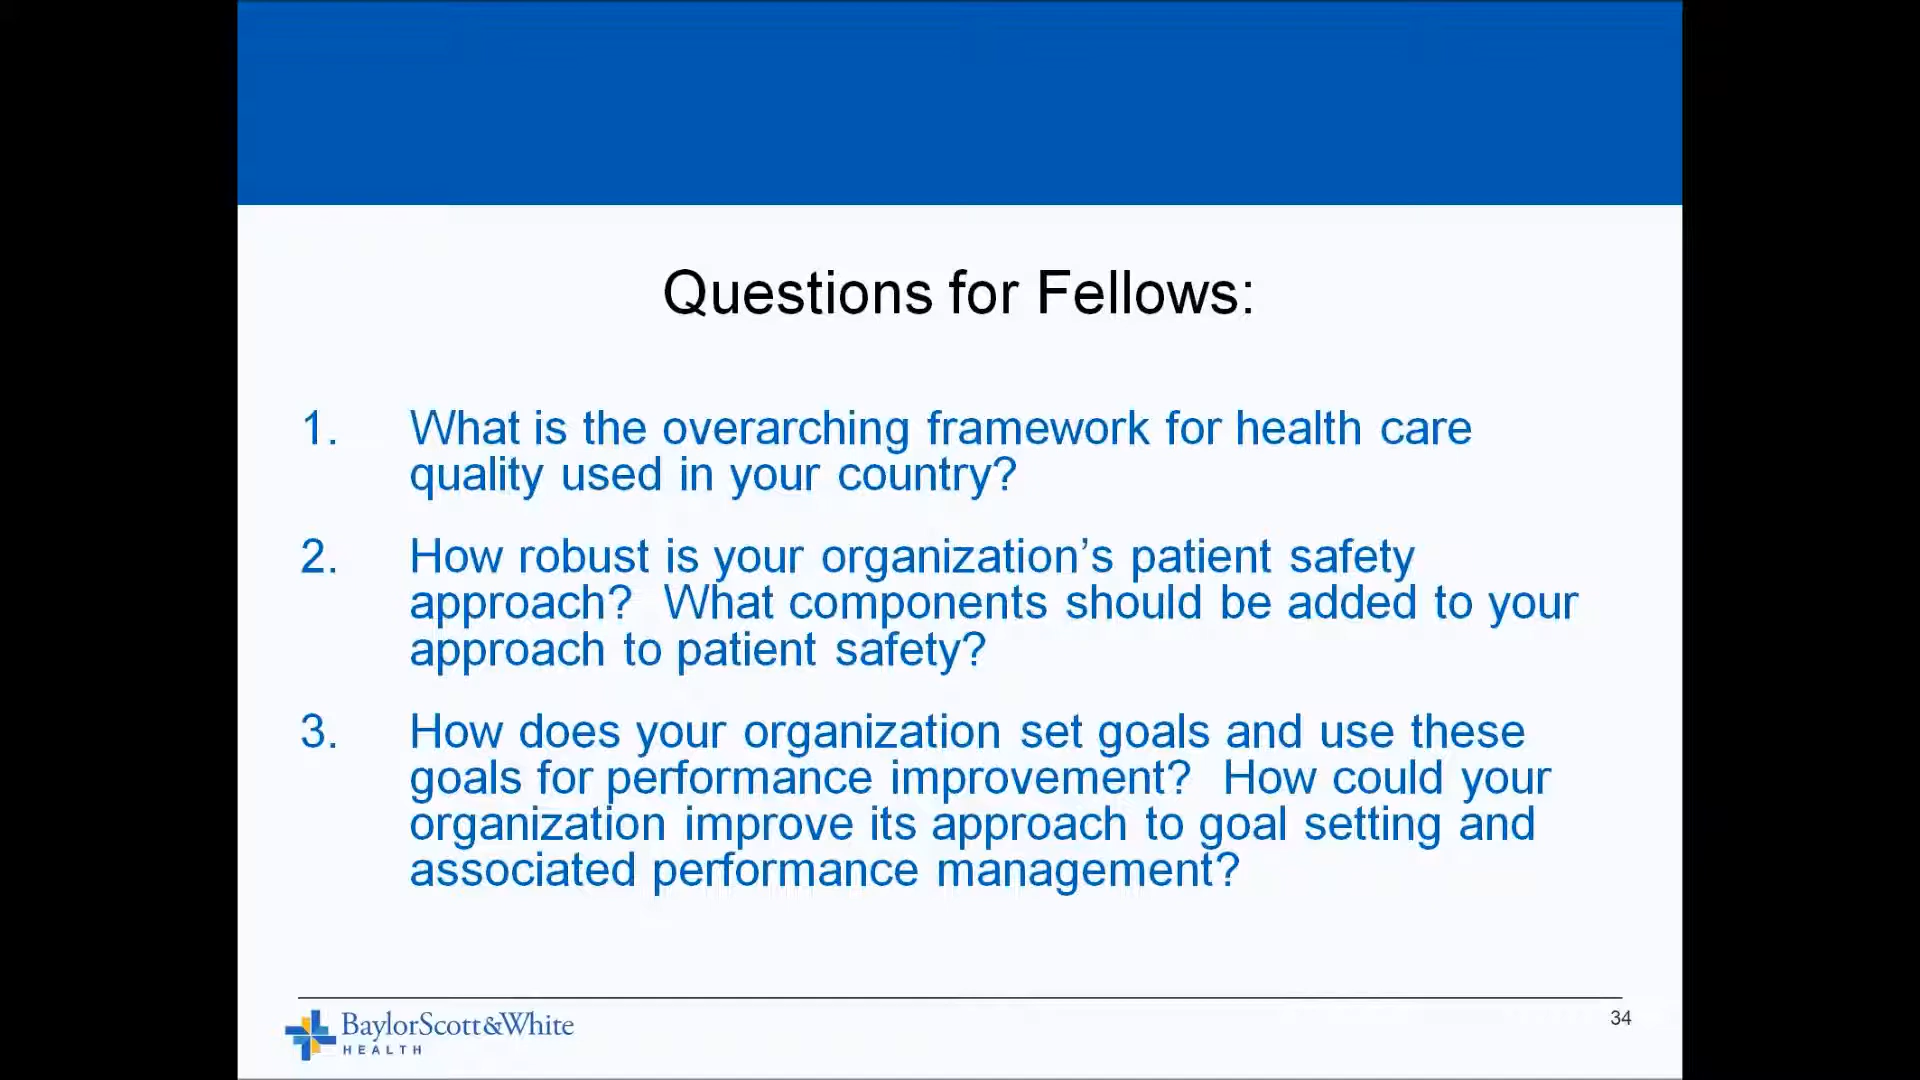 Questions for Fellows:
1. What is the overarching framework for health care
quality used in your country?
2. How robust is your organization’s patient safety
approach?  What components should be added to your
approach to patient safety?
3. How does your organization set goals and use these
goals for performance improvement?  How could your
organization improve its approach to goal setting and
associated performance management?
BaylorScott&White
HEALTH
34